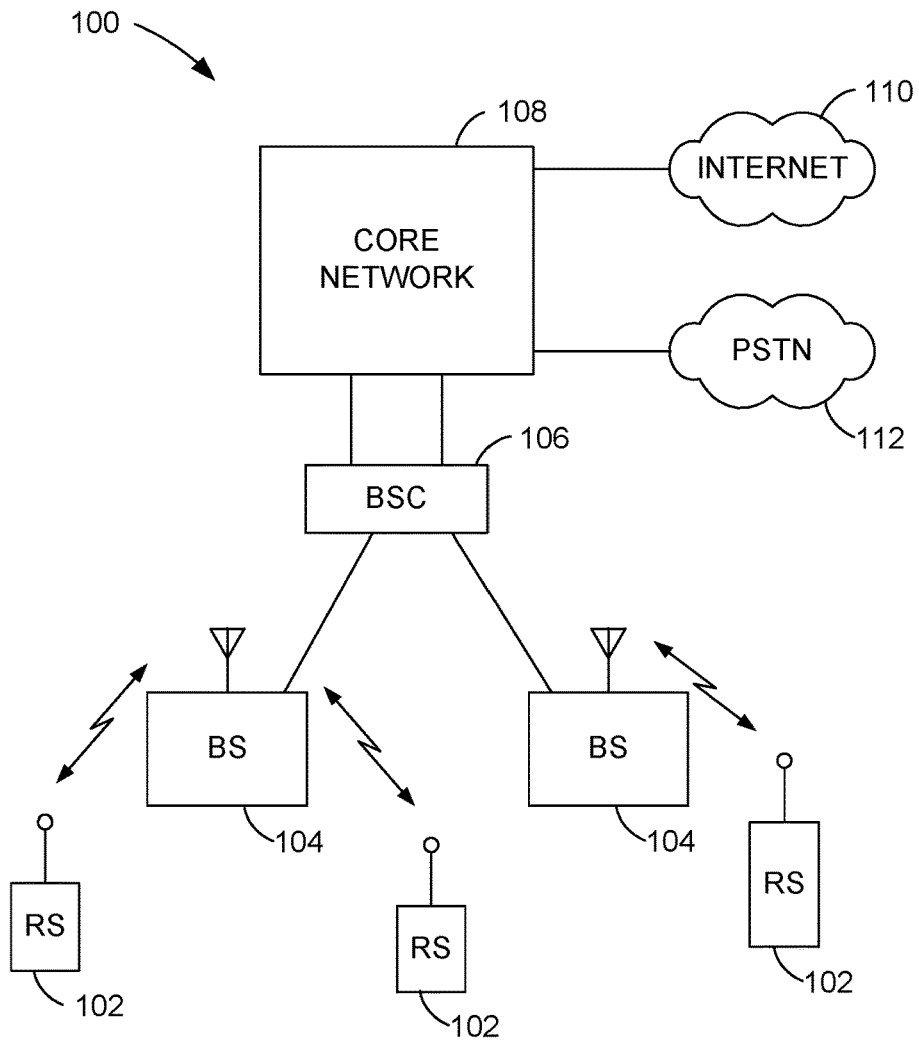 100
108
110
INTERNET
CORE
NETWORK
PSTN
112
106
BSC
BS
BS
104
104
RS
RS
RS
102
102
102